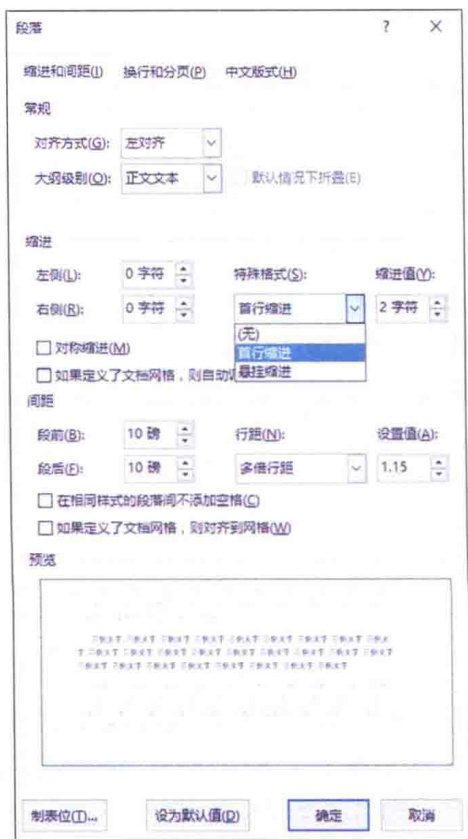 段落 ? ×
缩进和间距(I) 换行和分页(P) 中文版式(H)
常规
对齐方式(G): 左对齐
大纲级别(O): 正文文本 默认情况下折叠(E)
缩进
左侧(L): 0 字符 特殊格式(S): 缩进值(Y):
右侧(R): 0 字符 首行缩进 2 字符
(无)
首行缩进
悬挂缩进
对称缩进(M)
如果定义了文档网格，则自动
间距
段前(B): 10 磅 行距(N): 设置值(A):
段后(F): 10 磅 多倍行距 1.15
在相同样式的段落间不添加空格(C)
如果定义了文档网格，则对齐到网格(W)
预览
制表位(T)... 设为默认值(D) 确定 取消